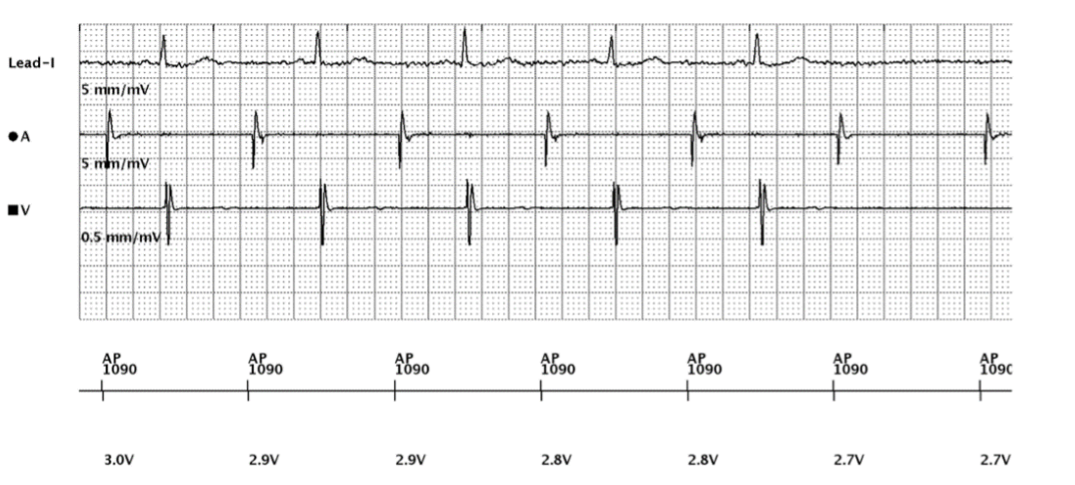 Lead-I
5 mm/mV
●A
5 mm/mV
■V
0.5 mm/mV
AP AP AP AP AP AP AP
1090 1090 1090 1090 1090 1090 109
3.0V 2.9V 2.9V 2.8V 2.8V 2.7V 2.7V